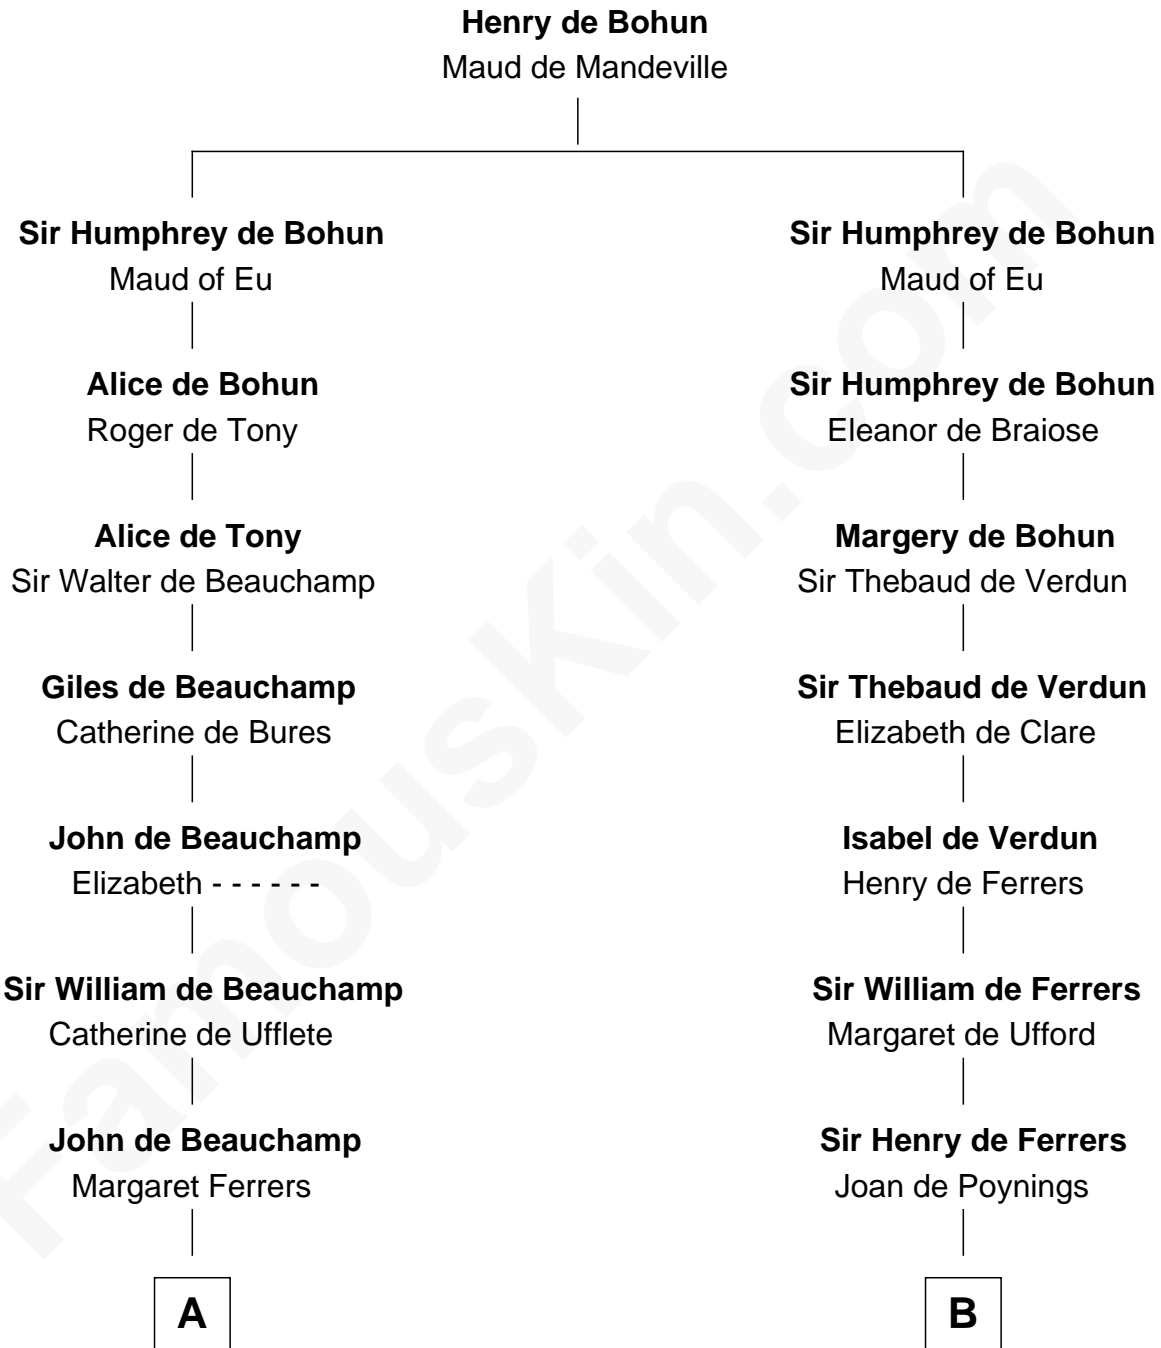 Henry de Bohun
Maud de Mandeville
Sir Humphrey de Bohun
Maud of Eu
Alice de Bohun
Roger de Tony
Alice de Tony
Sir Walter de Beauchamp
Giles de Beauchamp
Catherine de Bures
John de Beauchamp
Elizabeth - - - - - -
Sir William de Beauchamp
Catherine de Ufflete
John de Beauchamp
Margaret Ferrers
A
Sir Humphrey de Bohun
Maud of Eu
Sir Humphrey de Bohun
Eleanor de Braiose
Margery de Bohun
Sir Thebaud de Verdun
Sir Thebaud de Verdun
Elizabeth de Clare
Isabel de Verdun
Henry de Ferrers
Sir William de Ferrers
Margaret de Ufford
Sir Henry de Ferrers
Joan de Poynings
B
FamousKin.com